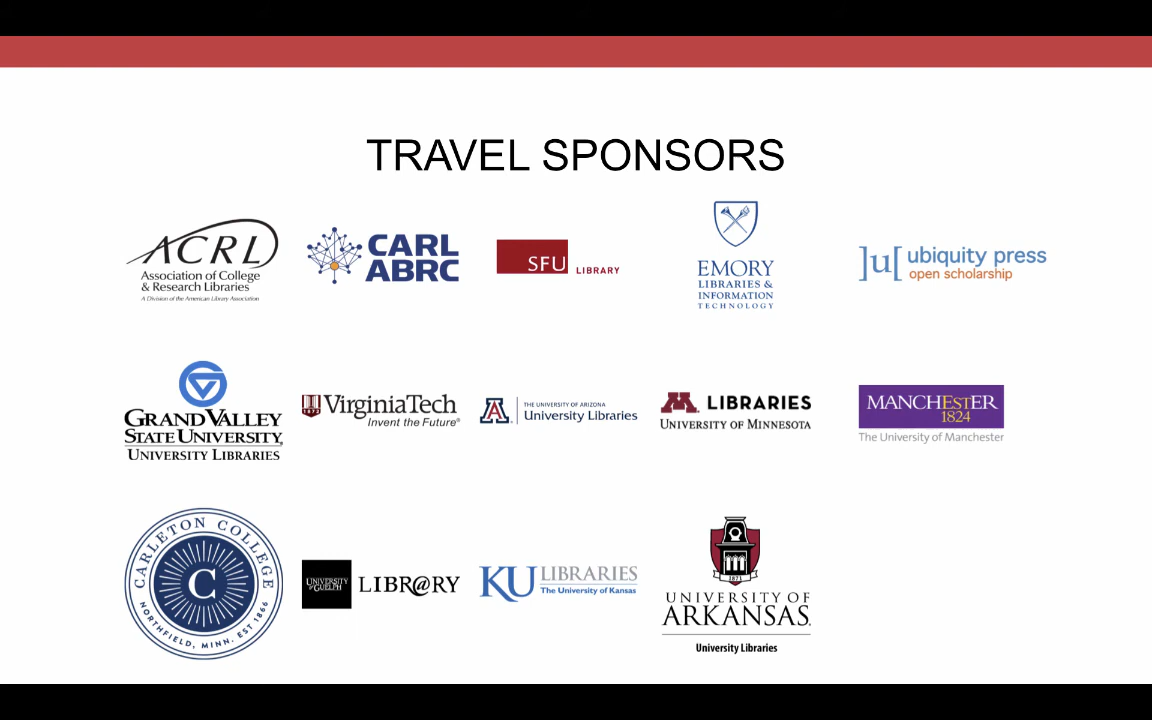 TRAVEL SPONSORS
ACRL
Association of College
& Research Libraries
A Division of the American Library Association
CARL
ABRC
SFU LIBRARY
EMORY
LIBRARIES &
INFORMATION
TECHNOLOGY
]u[ ubiquity press
open scholarship
GRAND VALLEY
STATE UNIVERSITY
UNIVERSITY LIBRARIES
1872
VirginiaTech
Invent the Future®
A
THE UNIVERSITY OF ARIZONA
University Libraries
M LIBRARIES
UNIVERSITY OF MINNESOTA
MANCHESTER
1824
The University of Manchester
CARLETON COLLEGE
C
NORTHFIELD, MINN. EST 1866
UNIVERSITY
OF GUELPH
LIBR@RY
KU LIBRARIES
The University of Kansas
1871
UNIVERSITY OF
ARKANSAS
University Libraries